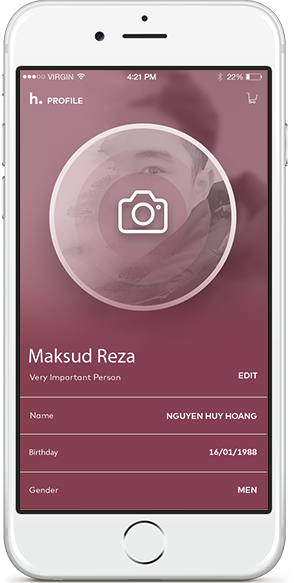 VIRGIN 4:21 PM 22%
h. PROFILE
Maksud Reza
Very Important Person EDIT
Name NGUYEN HUY HOANG
Birthday 16/01/1988
Gender MEN